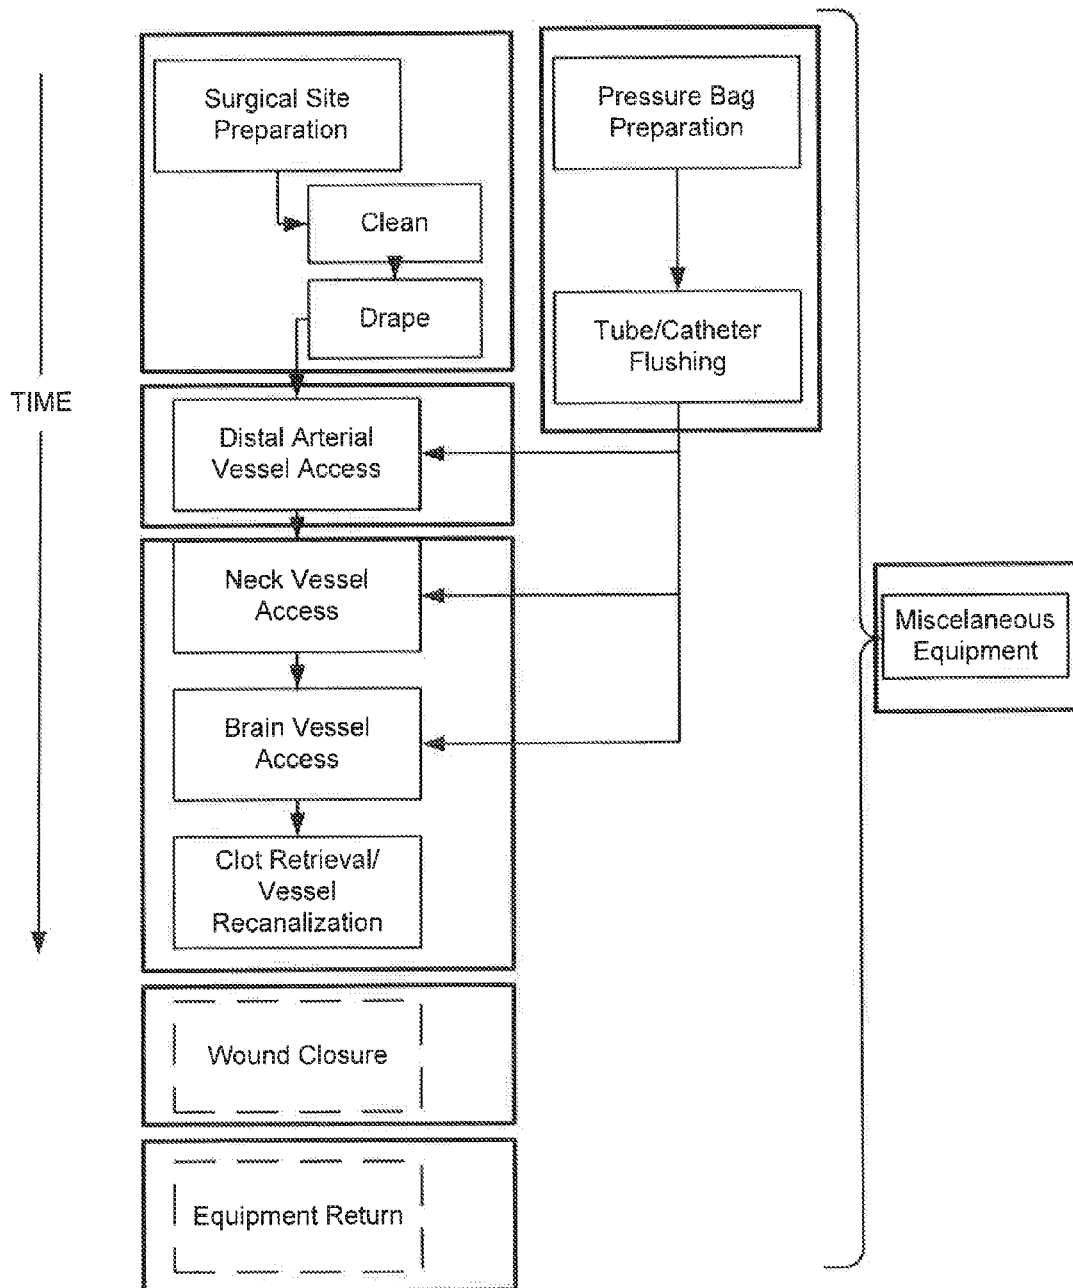 Surgical Site
Preparation
Clean
Drape
Pressure Bag
Preparation
Tube/Catheter
Flushing
TIME
Distal Arterial
Vessel Access
Neck Vessel
Access
Brain Vessel
Access
Clot Retrieval/
Vessel
Recanalization
Wound Closure
Equipment Return
Miscelaneous
Equipment